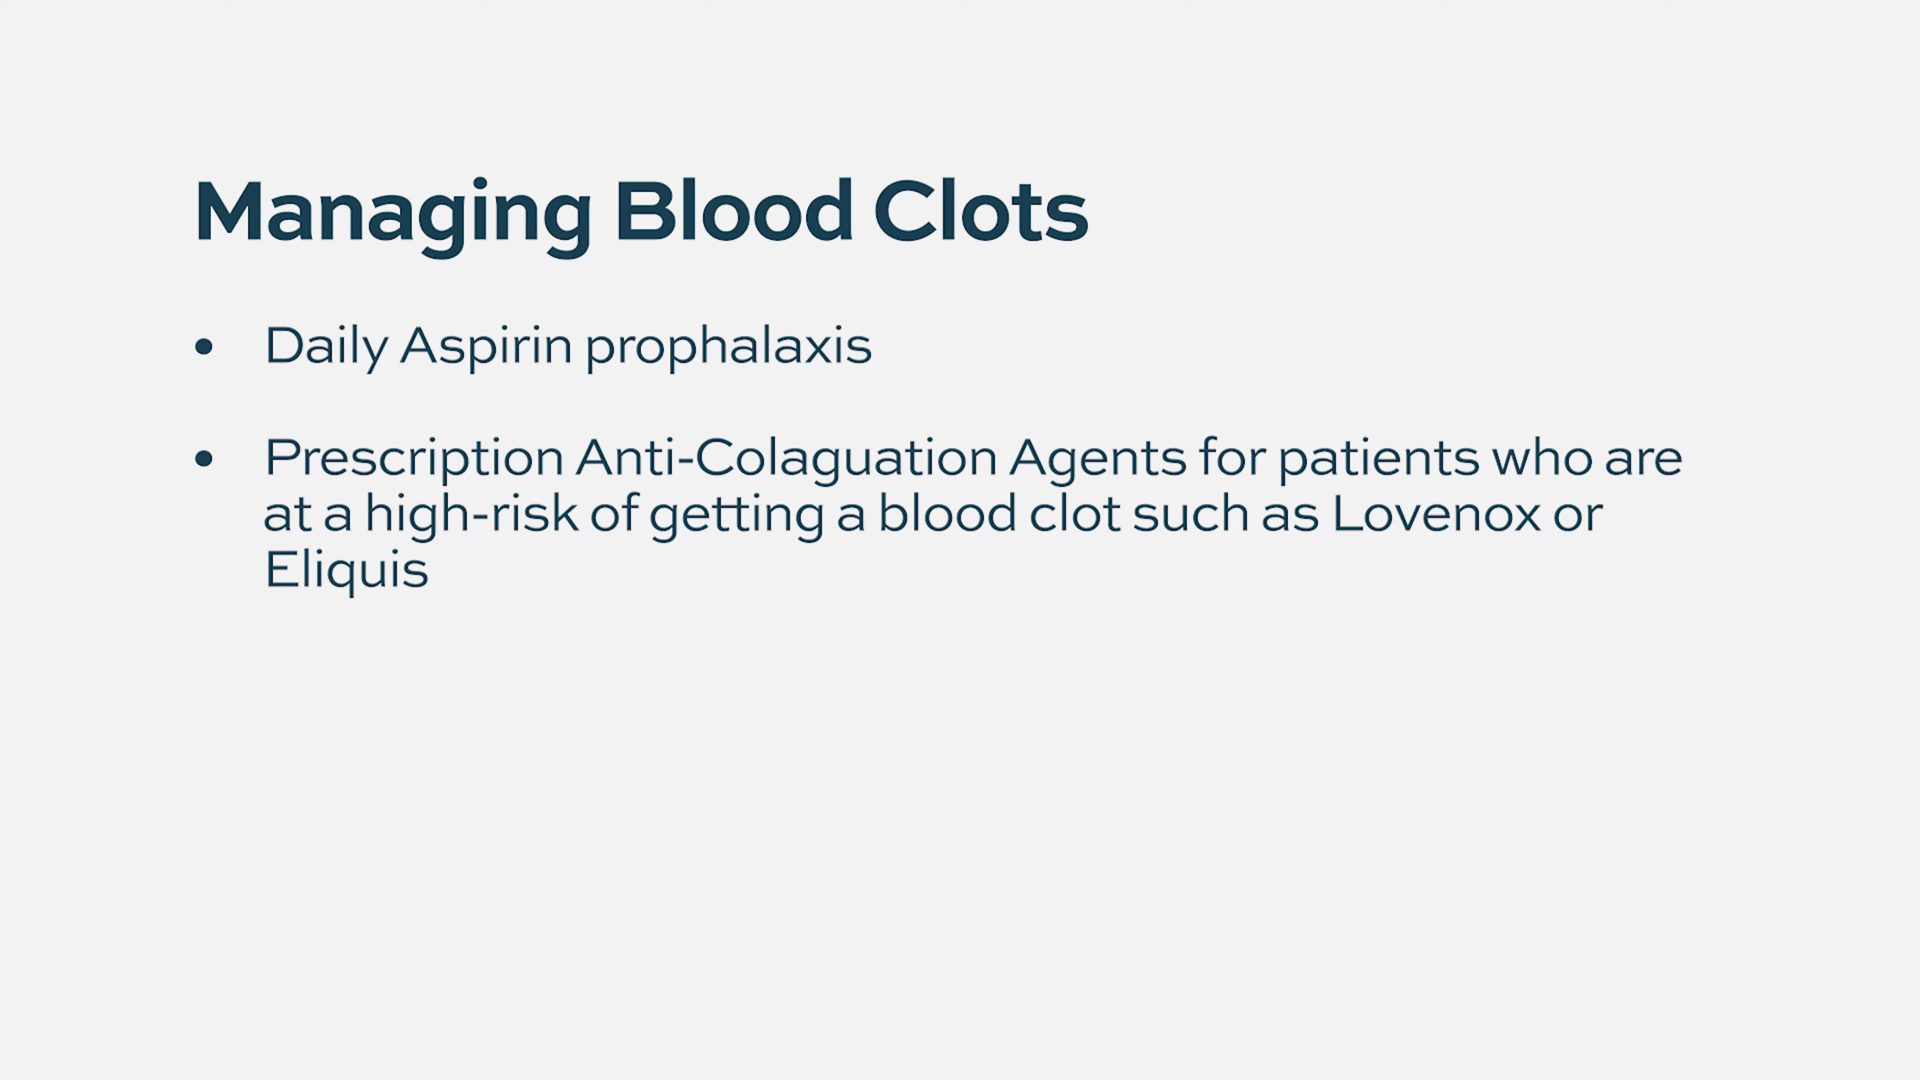 Managing Blood Clots
• Daily Aspirin prophalaxis
• Prescription Anti-Colaguation Agents for patients who are
at a high-risk of getting a blood clot such as Lovenox or
Eliquis